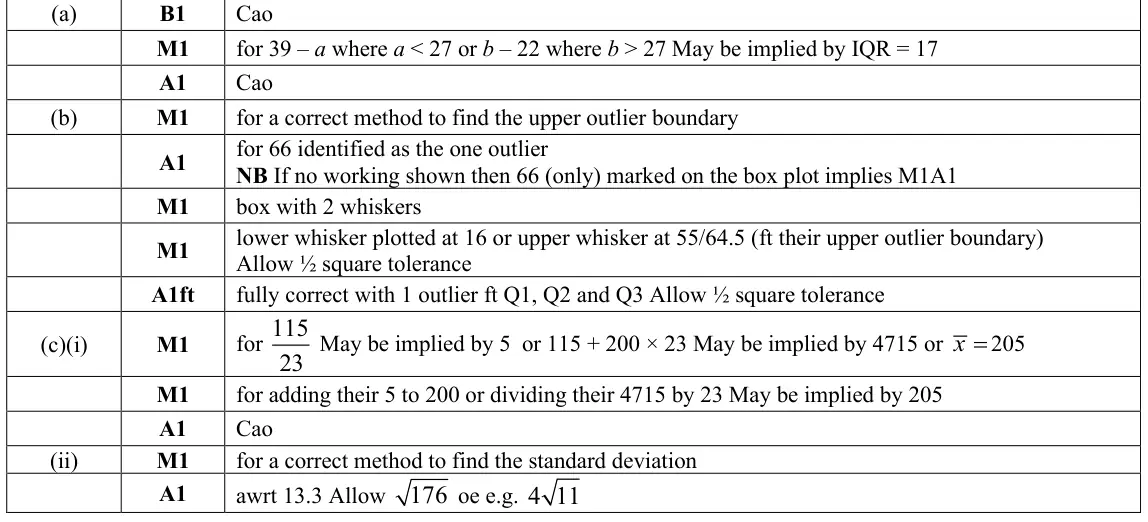 (a) B1 Cao
M1 for 39 – a where a < 27 or b – 22 where b > 27 May be implied by IQR = 17
A1 Cao
(b) M1 for a correct method to find the upper outlier boundary
A1 for 66 identified as the one outlier
NB If no working shown then 66 (only) marked on the box plot implies M1A1
M1 box with 2 whiskers
M1 lower whisker plotted at 16 or upper whisker at 55/64.5 (ft their upper outlier boundary)
Allow ½ square tolerance
A1ft fully correct with 1 outlier ft Q1, Q2 and Q3 Allow ½ square tolerance
(c)(i) M1 for 115/23 May be implied by 5 or 115 + 200 × 23 May be implied by 4715 or x̅ = 205
M1 for adding their 5 to 200 or dividing their 4715 by 23 May be implied by 205
A1 Cao
(ii) M1 for a correct method to find the standard deviation
A1 awrt 13.3 Allow √176 oe e.g. 4√11